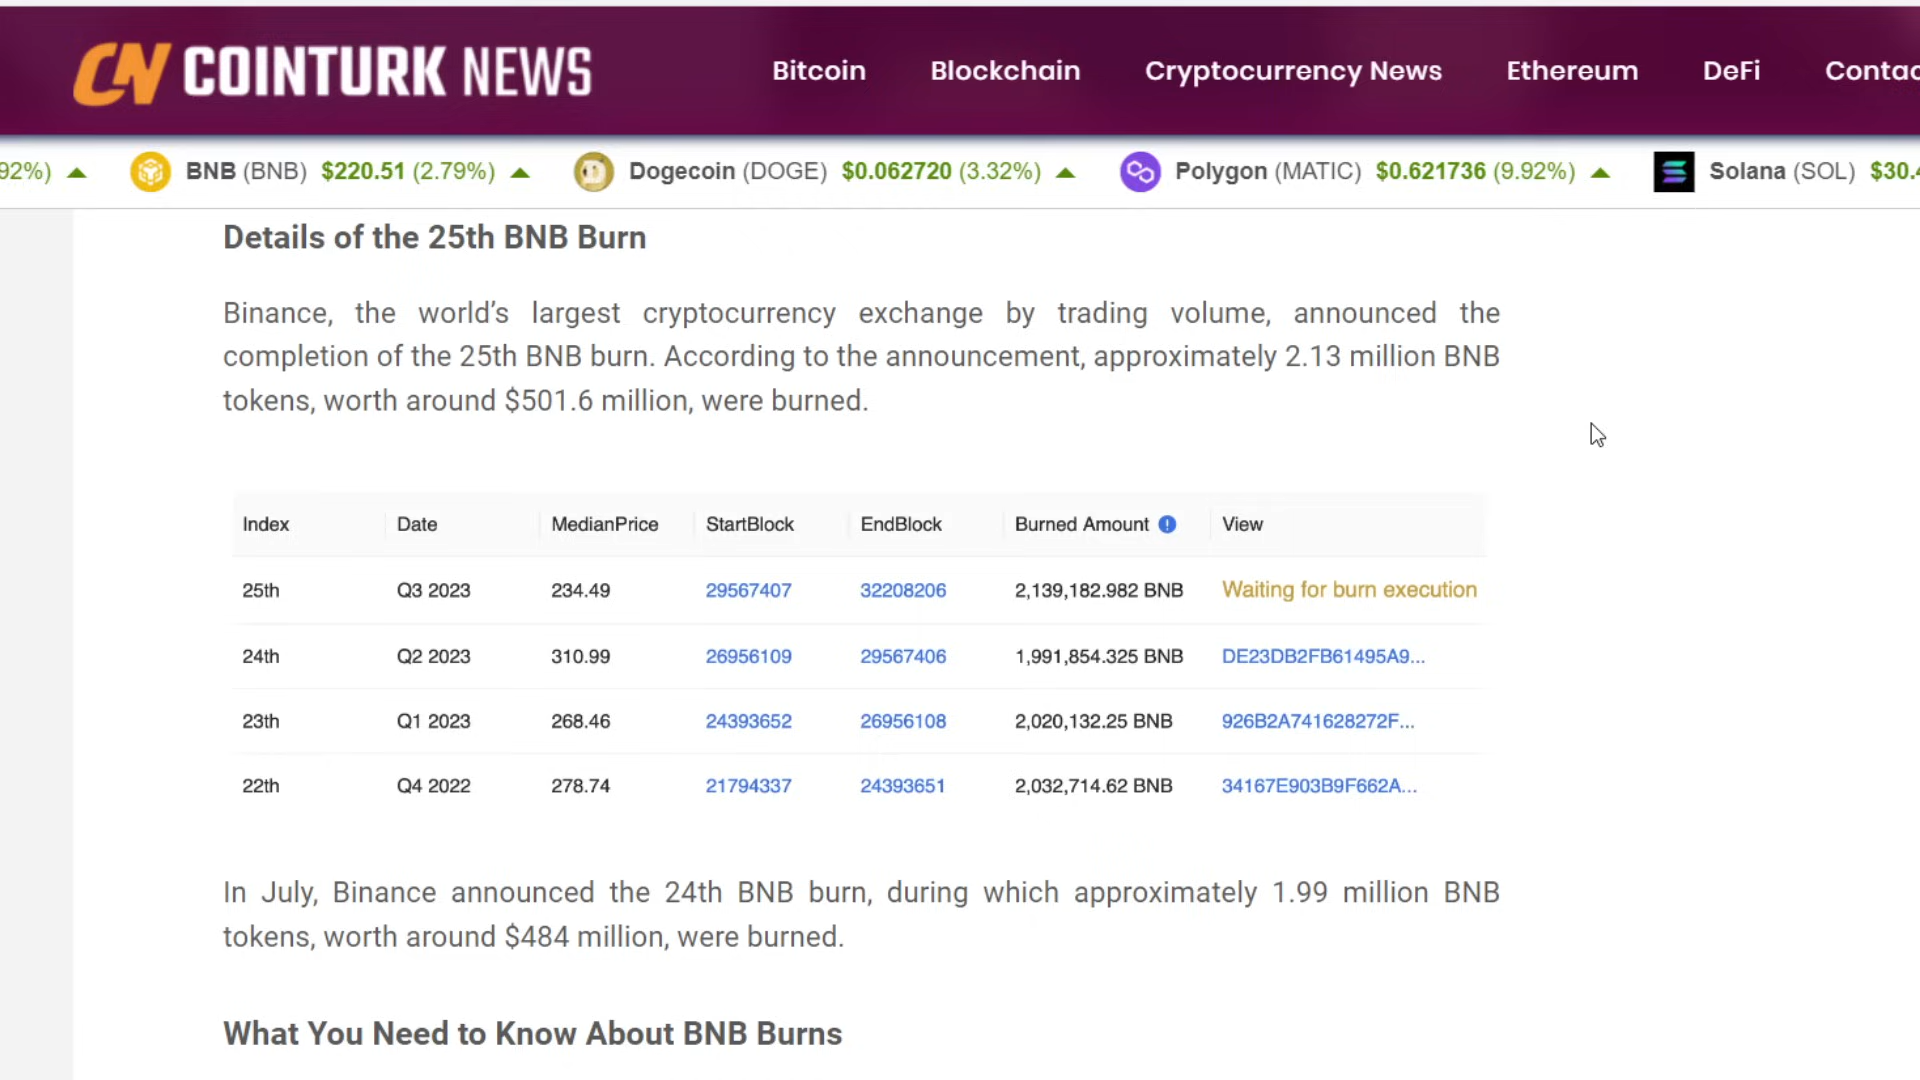 CN COINTURK NEWS Bitcoin Blockchain Cryptocurrency News Ethereum DeFi Contac
92%) BNB (BNB) $220.51 (2.79%) Dogecoin (DOGE) $0.062720 (3.32%) Polygon (MATIC) $0.621736 (9.92%) Solana (SOL) $30.4
Details of the 25th BNB Burn
Binance, the world’s largest cryptocurrency exchange by trading volume, announced the
completion of the 25th BNB burn. According to the announcement, approximately 2.13 million BNB
tokens, worth around $501.6 million, were burned.
Index Date MedianPrice StartBlock EndBlock Burned Amount View
25th Q3 2023 234.49 29567407 32208206 2,139,182.982 BNB Waiting for burn execution
24th Q2 2023 310.99 26956109 29567406 1,991,854.325 BNB DE23DB2FB61495A9...
23th Q1 2023 268.46 24393652 26956108 2,020,132.25 BNB 926B2A741628272F...
22th Q4 2022 278.74 21794337 24393651 2,032,714.62 BNB 34167E903B9F662A...
In July, Binance announced the 24th BNB burn, during which approximately 1.99 million BNB
tokens, worth around $484 million, were burned.
What You Need to Know About BNB Burns